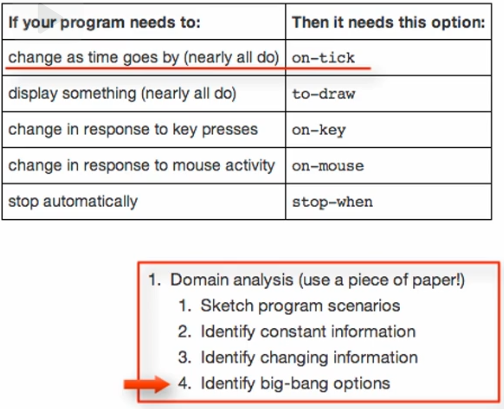 If your program needs to: Then it needs this option:
change as time goes by (nearly all do) on-tick
display something (nearly all do) to-draw
change in response to key presses on-key
change in response to mouse activity on-mouse
stop automatically stop-when
1. Domain analysis (use a piece of paper!)
1. Sketch program scenarios
2. Identify constant information
3. Identify changing information
4. Identify big-bang options